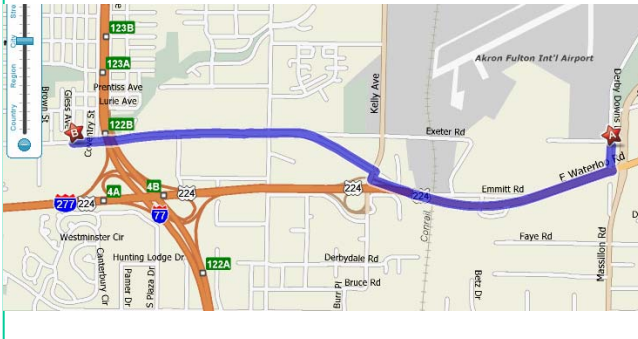 Stre
City
Region
Country
123B
123A
Prentiss Ave
Lurie Ave
Brown St
Gless Ave
Coventry St
B
122B
Kelly Ave
Akron Fulton Int'l Airport
Derby Downs
A
Exeter Rd
E Waterloo Rd
Emmitt Rd
277
224
4A
4B
224
77
224
224
Conrail
Westminster Cir
Canterbury Cir
Hunting Lodge Dr
Palmer Dr
S Plaza Dr
122A
Derbydale Rd
Bruce Rd
Burr Pl
Betz Dr
Faye Rd
Massillon Rd